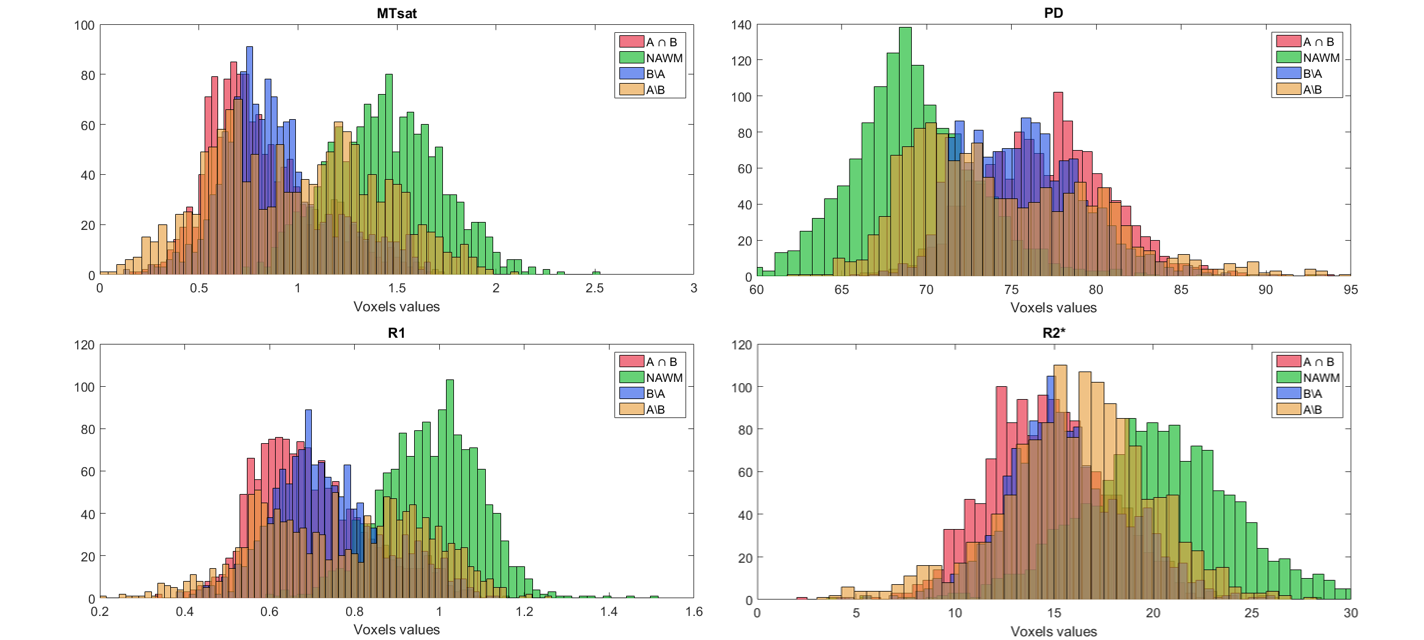 MTsat
100
80
60
40
20
0
0 0.5 1 1.5 2 2.5 3
Voxels values
A ∩ B
NAWM
B\A
A\B
PD
140
120
100
80
60
40
20
0
60 65 70 75 80 85 90 95
Voxels values
A ∩ B
NAWM
B\A
A\B
R1
120
100
80
60
40
20
0
0.2 0.4 0.6 0.8 1 1.2 1.4 1.6
Voxels values
A ∩ B
NAWM
B\A
A\B
R2*
120
100
80
60
40
20
0
0 5 10 15 20 25 30
Voxels values
A ∩ B
NAWM
B\A
A\B